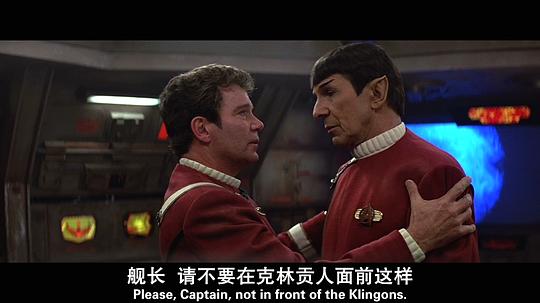 舰长 请不要在克林贡人面前这样
Please, Captain, not in front of the Klingons.